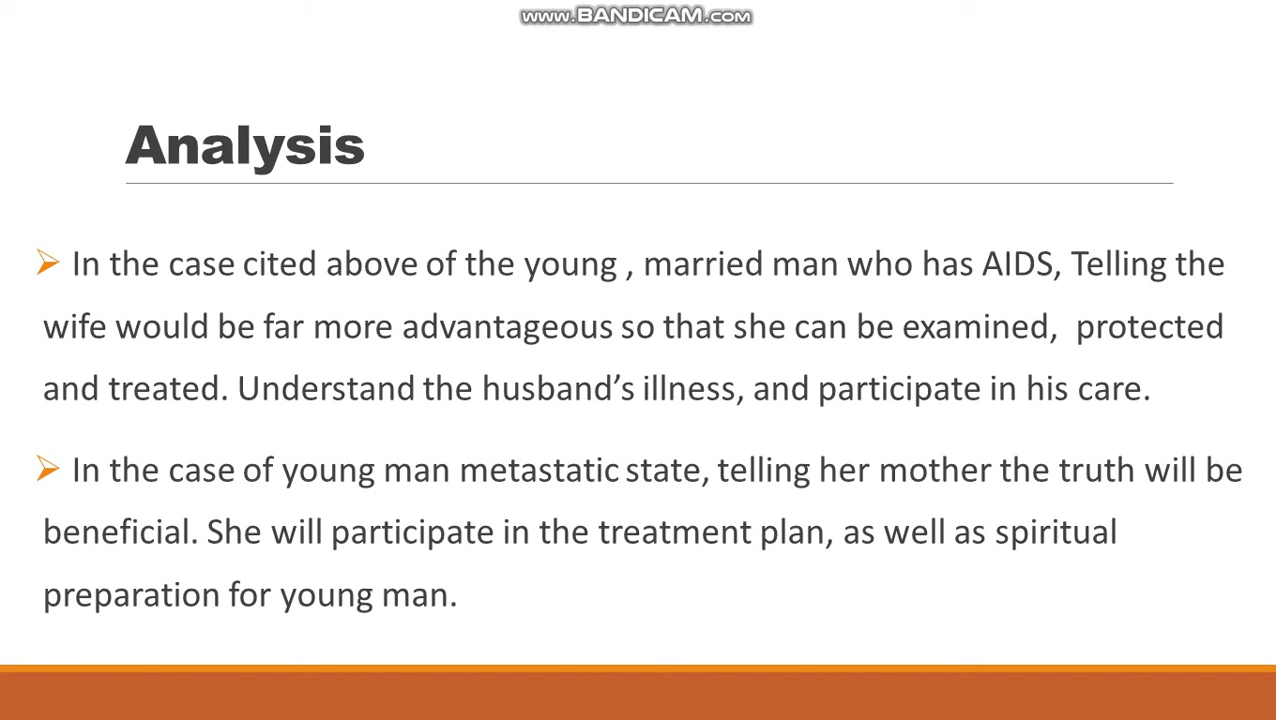 www.BANDICAM.com
Analysis
In the case cited above of the young , married man who has AIDS, Telling the
wife would be far more advantageous so that she can be examined,  protected
and treated. Understand the husband’s illness, and participate in his care.
In the case of young man metastatic state, telling her mother the truth will be
beneficial. She will participate in the treatment plan, as well as spiritual
preparation for young man.